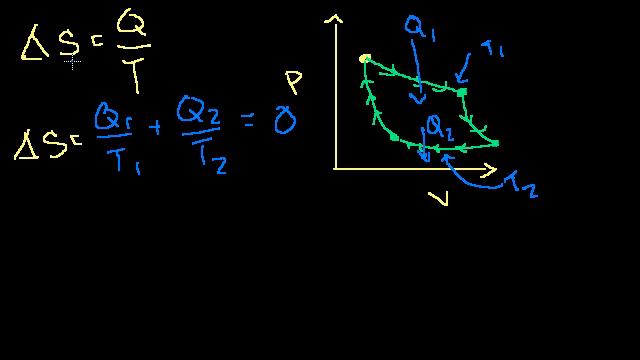 ΔS = Q/T
ΔS = Q₁/T₁ + Q₂/T₂ = 0
P
Q₁
T₁
Q₂
T₂
V